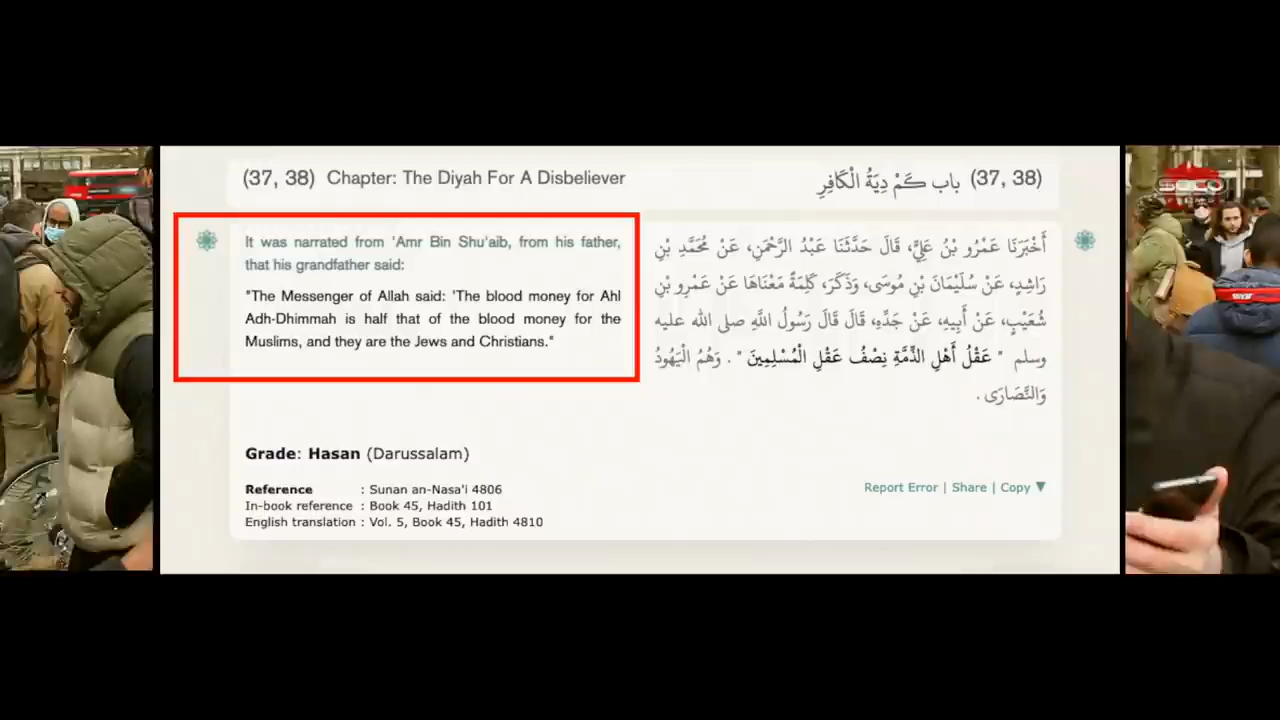 (37, 38) Chapter: The Diyah For A Disbeliever
(37, 38) باب كَمْ دِيَةُ الْكَافِرِ
It was narrated from 'Amr Bin Shu'aib, from his father,
that his grandfather said:
"The Messenger of Allah said: 'The blood money for Ahl
Adh-Dhimmah is half that of the blood money for the
Muslims, and they are the Jews and Christians."
أَخْبَرَنَا عَمْرُو بْنُ عَلِيٍّ، قَالَ حَدَّثَنَا عَبْدُ الرَّحْمَنِ، عَنْ مُحَمَّدِ بْنِ
رَاشِدٍ، عَنْ سُلَيْمَانَ بْنِ مُوسَى، وَذَكَرَ، كَلِمَةً مَعْنَاهَا عَنْ عَمْرِو بْنِ
شُعَيْبٍ، عَنْ أَبِيهِ، عَنْ جَدِّهِ، قَالَ قَالَ رَسُولُ اللَّهِ صلى الله عليه
وسلم " عَقْلُ أَهْلِ الذِّمَّةِ نِصْفُ عَقْلِ الْمُسْلِمِينَ " . وَهُمُ الْيَهُودُ
وَالنَّصَارَى .
Grade: Hasan (Darussalam)
Reference : Sunan an-Nasa'i 4806
In-book reference : Book 45, Hadith 101
English translation : Vol. 5, Book 45, Hadith 4810
Report Error | Share | Copy ▼